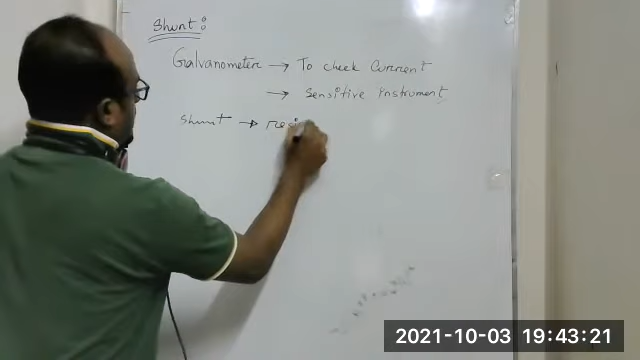 Shunt:
Galvanometer → To check Current
→ Sensitive instrument
Shunt →
2021-10-03 19:43:21